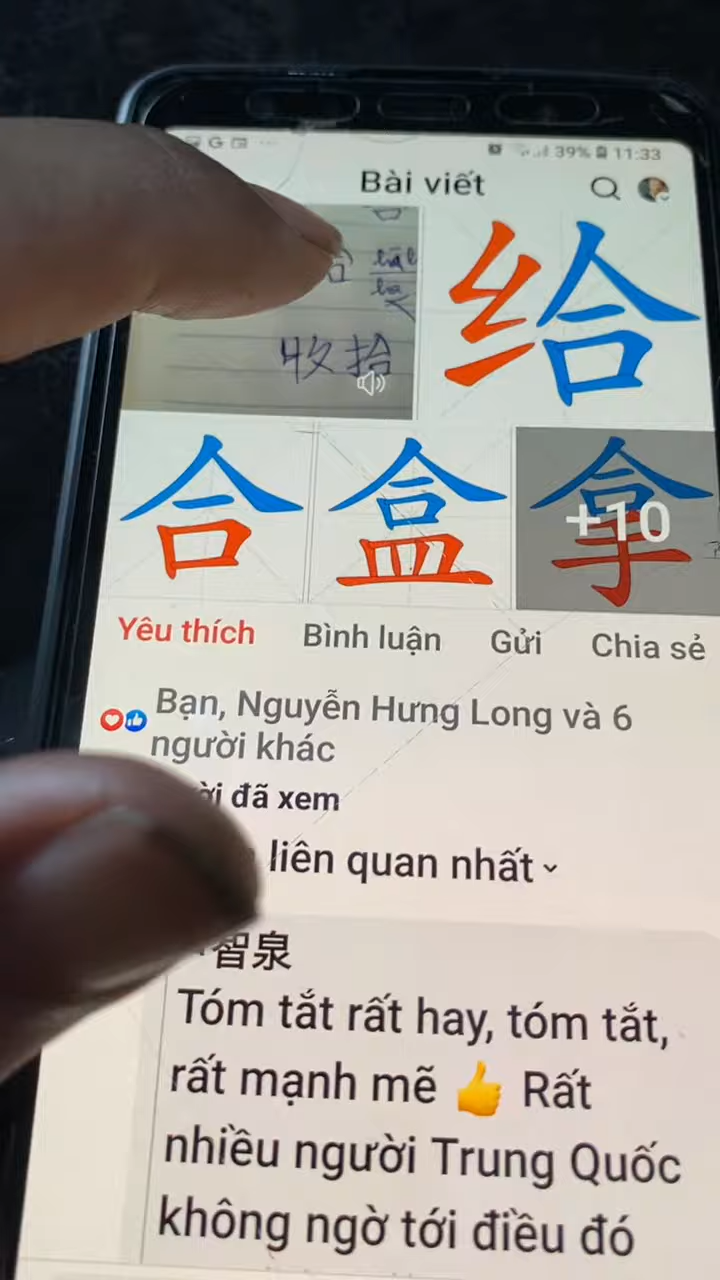 39% 11:33
Bài viết
收拾
给
合
盒
拿
+10
Yêu thích Bình luận Gửi Chia sẻ
Bạn, Nguyễn Hưng Long và 6
người khác
đã xem
liên quan nhất
智泉
Tóm tắt rất hay, tóm tắt,
rất mạnh mẽ 👍 Rất
nhiều người Trung Quốc
không ngờ tới điều đó